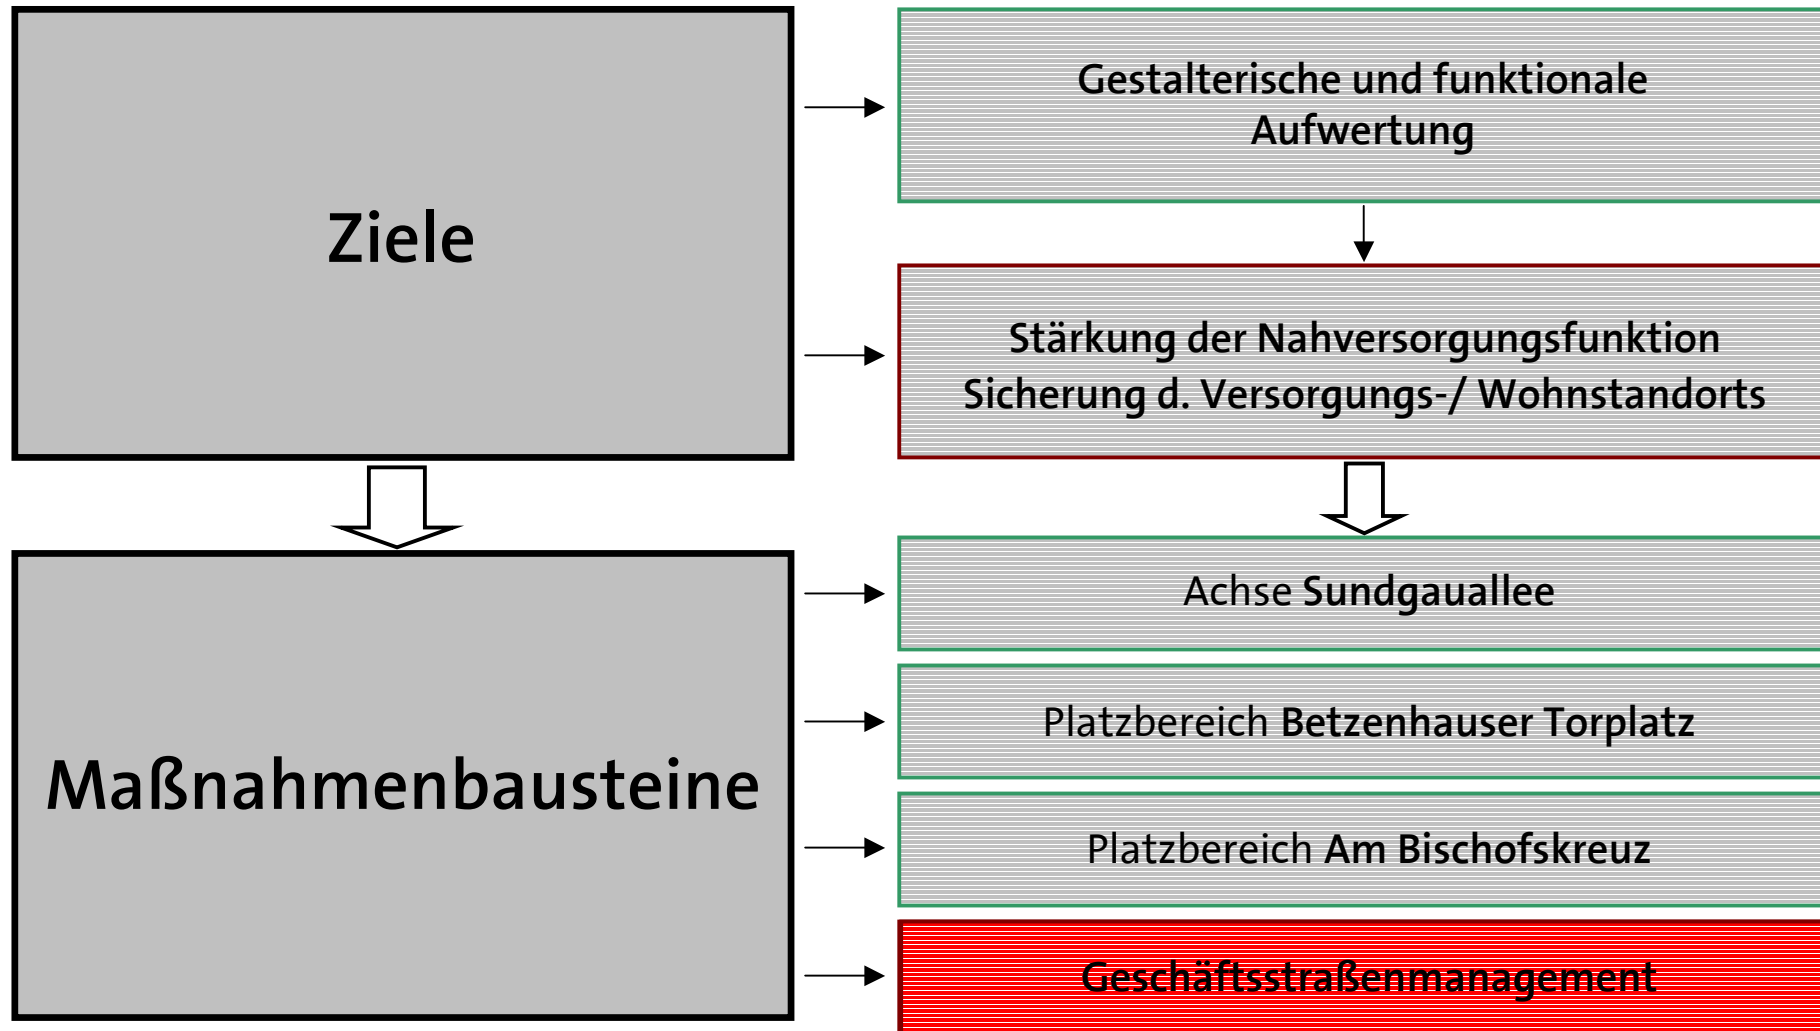 Ziele
Gestalterische und funktionale
Aufwertung
Stärkung der Nahversorgungsfunktion
Sicherung d. Versorgungs-/ Wohnstandorts
Maßnahmenbausteine
Achse Sundgauallee
Platzbereich Betzenhauser Torplatz
Platzbereich Am Bischofskreuz
Geschäftsstraßenmanagement